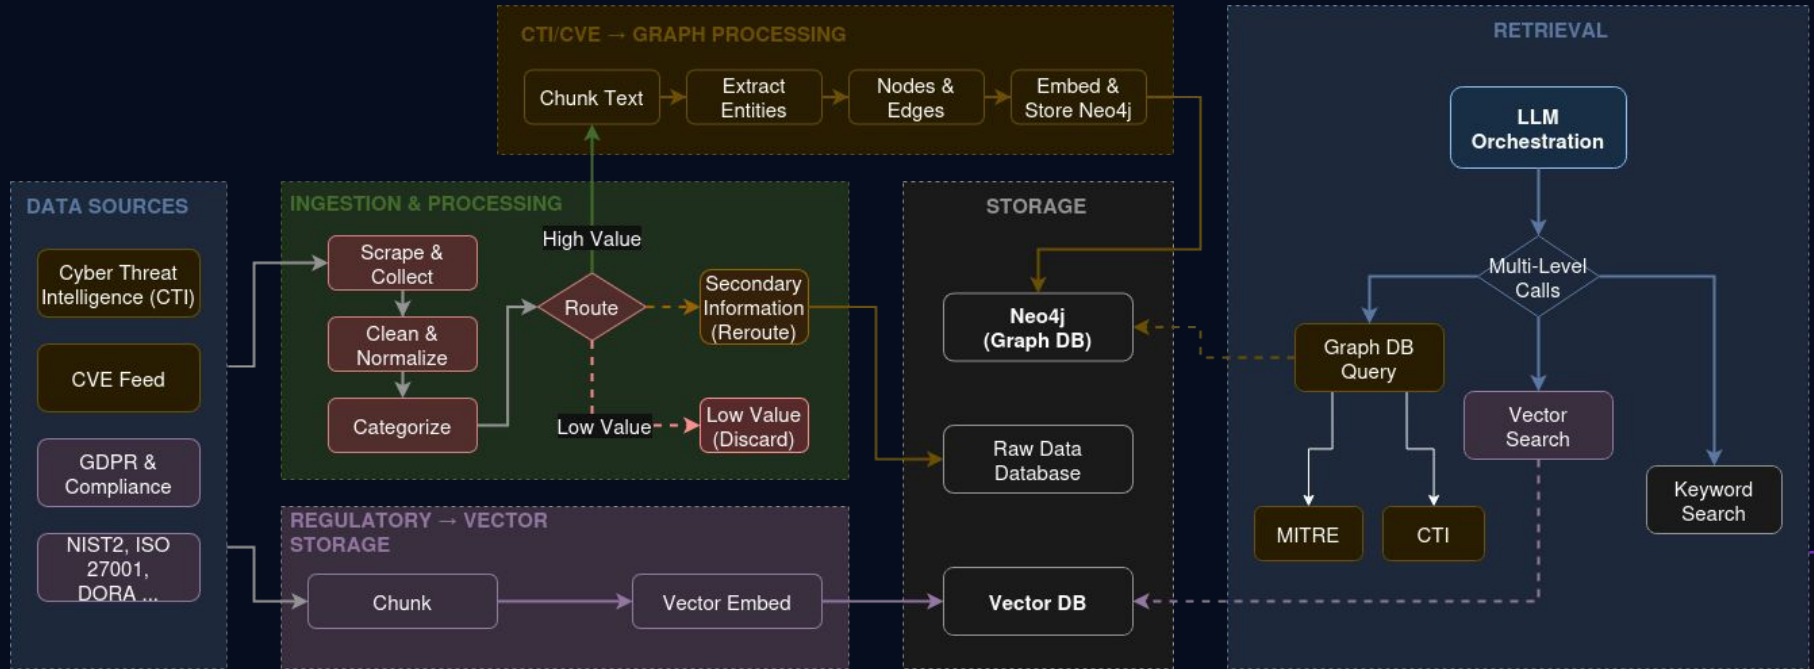 CTI/CVE → GRAPH PROCESSING
Chunk Text
Extract
Entities
Nodes &
Edges
Embed &
Store Neo4j
DATA SOURCES
Cyber Threat
Intelligence (CTI)
CVE Feed
GDPR &
Compliance
NIST2, ISO
27001,
DORA ...
INGESTION & PROCESSING
Scrape &
Collect
Clean &
Normalize
Categorize
High Value
Route
Secondary
Information
(Reroute)
Low Value
Low Value
(Discard)
REGULATORY → VECTOR
STORAGE
Chunk
Vector Embed
STORAGE
Neo4j
(Graph DB)
Raw Data
Database
Vector DB
RETRIEVAL
LLM
Orchestration
Multi-Level
Calls
Graph DB
Query
Vector
Search
Keyword
Search
MITRE
CTI